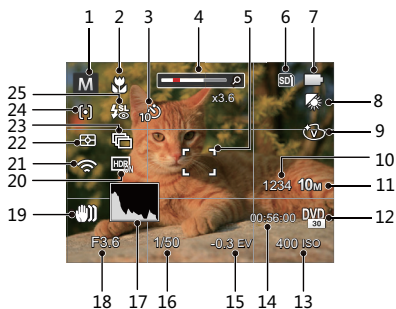 1 2 3 4 5 6 7
M SD
x3.6
25 SL
24 10
8
23 V 9
22
21 10
20 HDR ON 1234 10M 11
19 00:56:00 DVD 30 12
F3.6 1/50 -0.3 EV 400 ISO
18 17 16 15 14 13